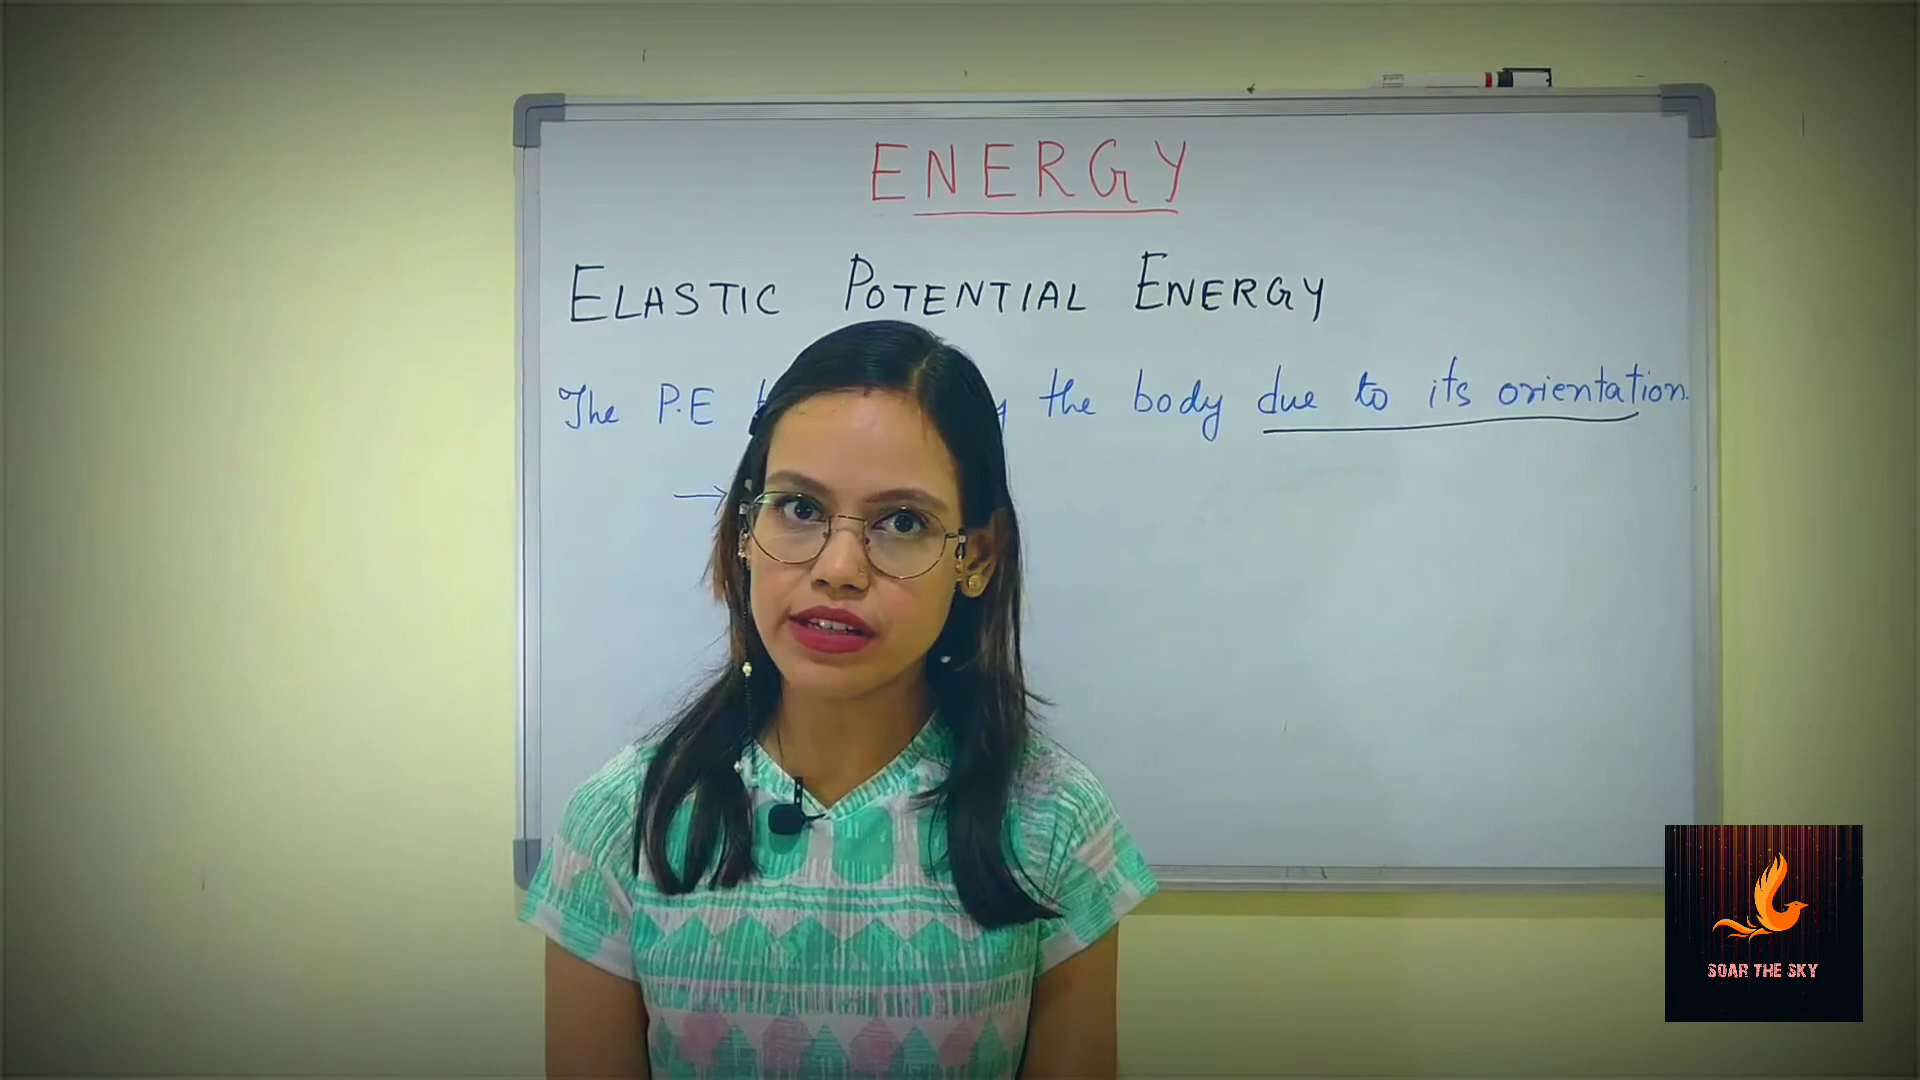 ENERGY
ELASTIC POTENTIAL ENERGY
The P.E the body due to its orientation.
SOAR THE SKY